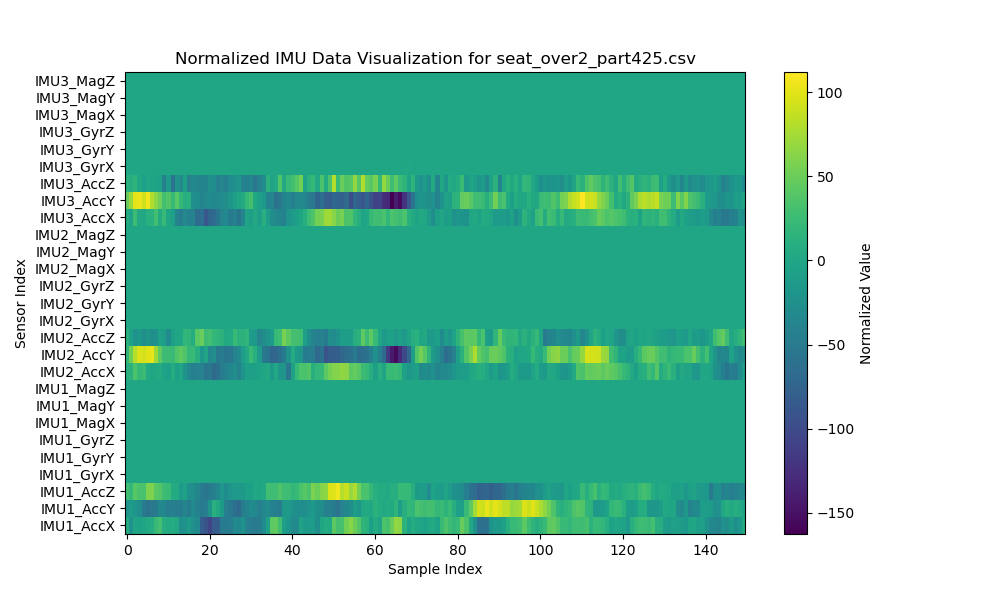 Normalized IMU Data Visualization for seat_over2_part425.csv
IMU3_MagZ
IMU3_MagY
IMU3_MagX
IMU3_GyrZ
IMU3_GyrY
IMU3_GyrX
IMU3_AccZ
IMU3_AccY
IMU3_AccX
IMU2_MagZ
IMU2_MagY
IMU2_MagX
IMU2_GyrZ
IMU2_GyrY
IMU2_GyrX
IMU2_AccZ
IMU2_AccY
IMU2_AccX
IMU1_MagZ
IMU1_MagY
IMU1_MagX
IMU1_GyrZ
IMU1_GyrY
IMU1_GyrX
IMU1_AccZ
IMU1_AccY
IMU1_AccX
Sensor Index
0 20 40 60 80 100 120 140
Sample Index
100
50
0
−50
−100
−150
Normalized Value